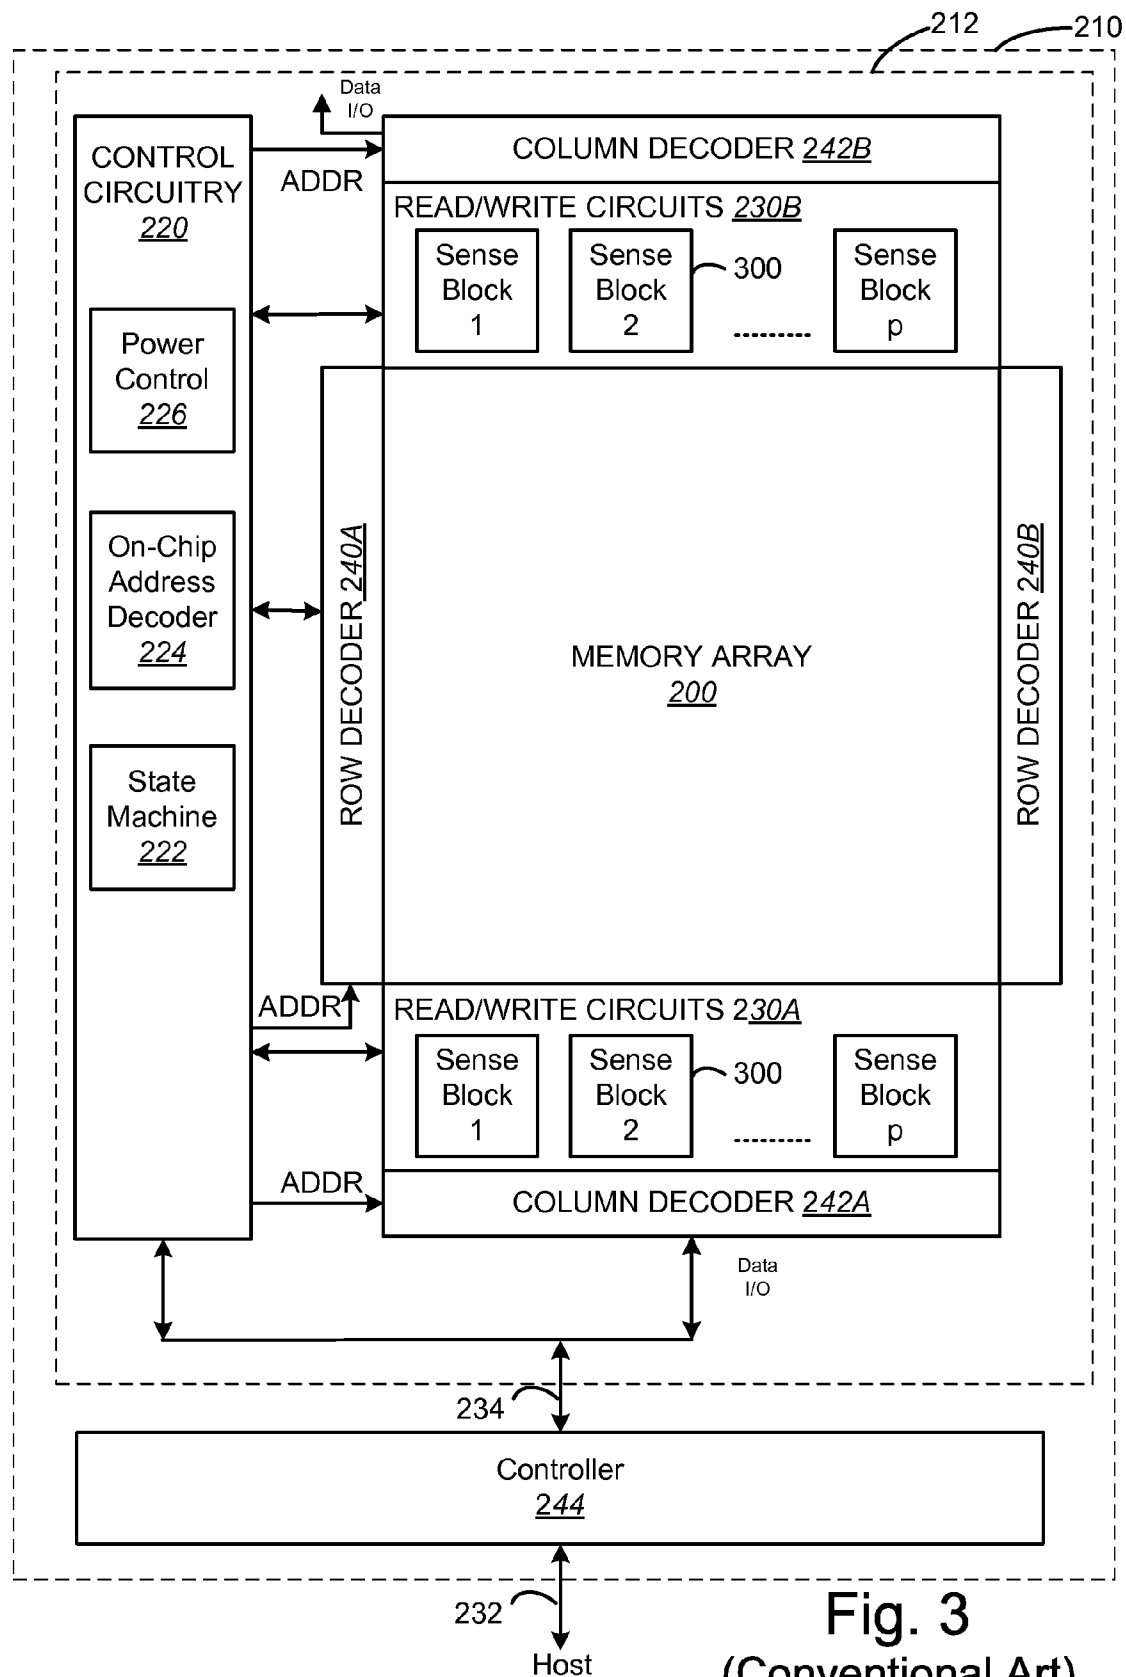 212
210
Data
I/O
CONTROL
CIRCUITRY
220
ADDR
COLUMN DECODER 242B
READ/WRITE CIRCUITS 230B
Sense
Block
1
Sense
Block
2
300
.........
Sense
Block
p
Power
Control
226
On-Chip
Address
Decoder
224
State
Machine
222
ROW DECODER 240A
MEMORY ARRAY
200
ROW DECODER 240B
ADDR
READ/WRITE CIRCUITS 230A
Sense
Block
1
Sense
Block
2
300
.........
Sense
Block
p
ADDR
COLUMN DECODER 242A
Data
I/O
234
Controller
244
232
Host
Fig. 3
(Conventional Art)